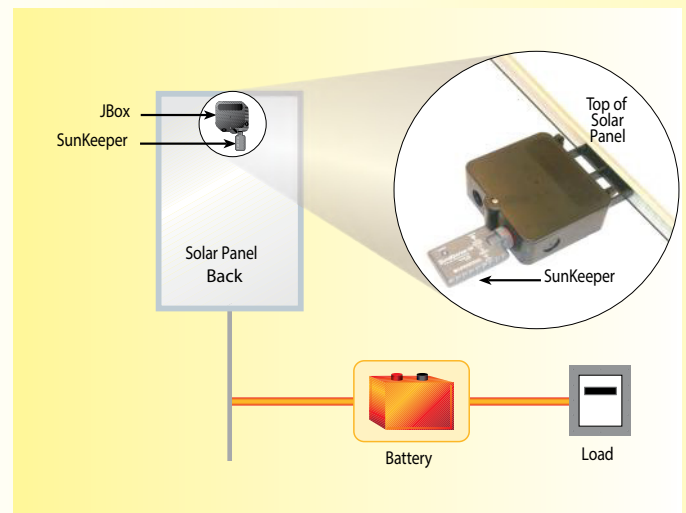 JBox
SunKeeper
Top of
Solar
Panel
SunKeeper
Solar Panel
Back
Battery
Load